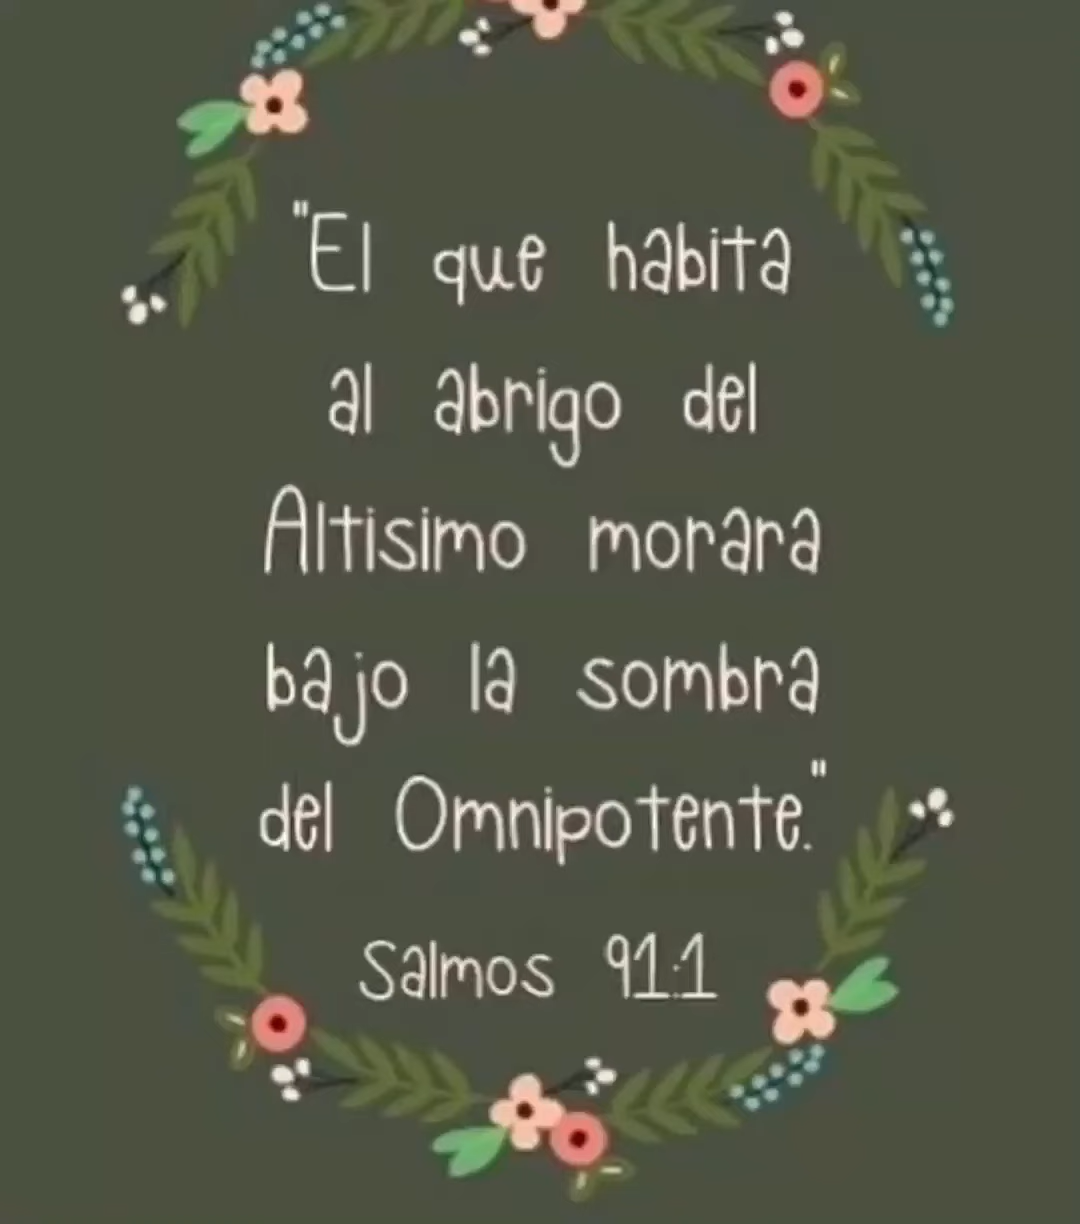 "El que habita
al abrigo del
Altisimo morara
bajo la sombra
del Omnipotente."
Salmos 91:1